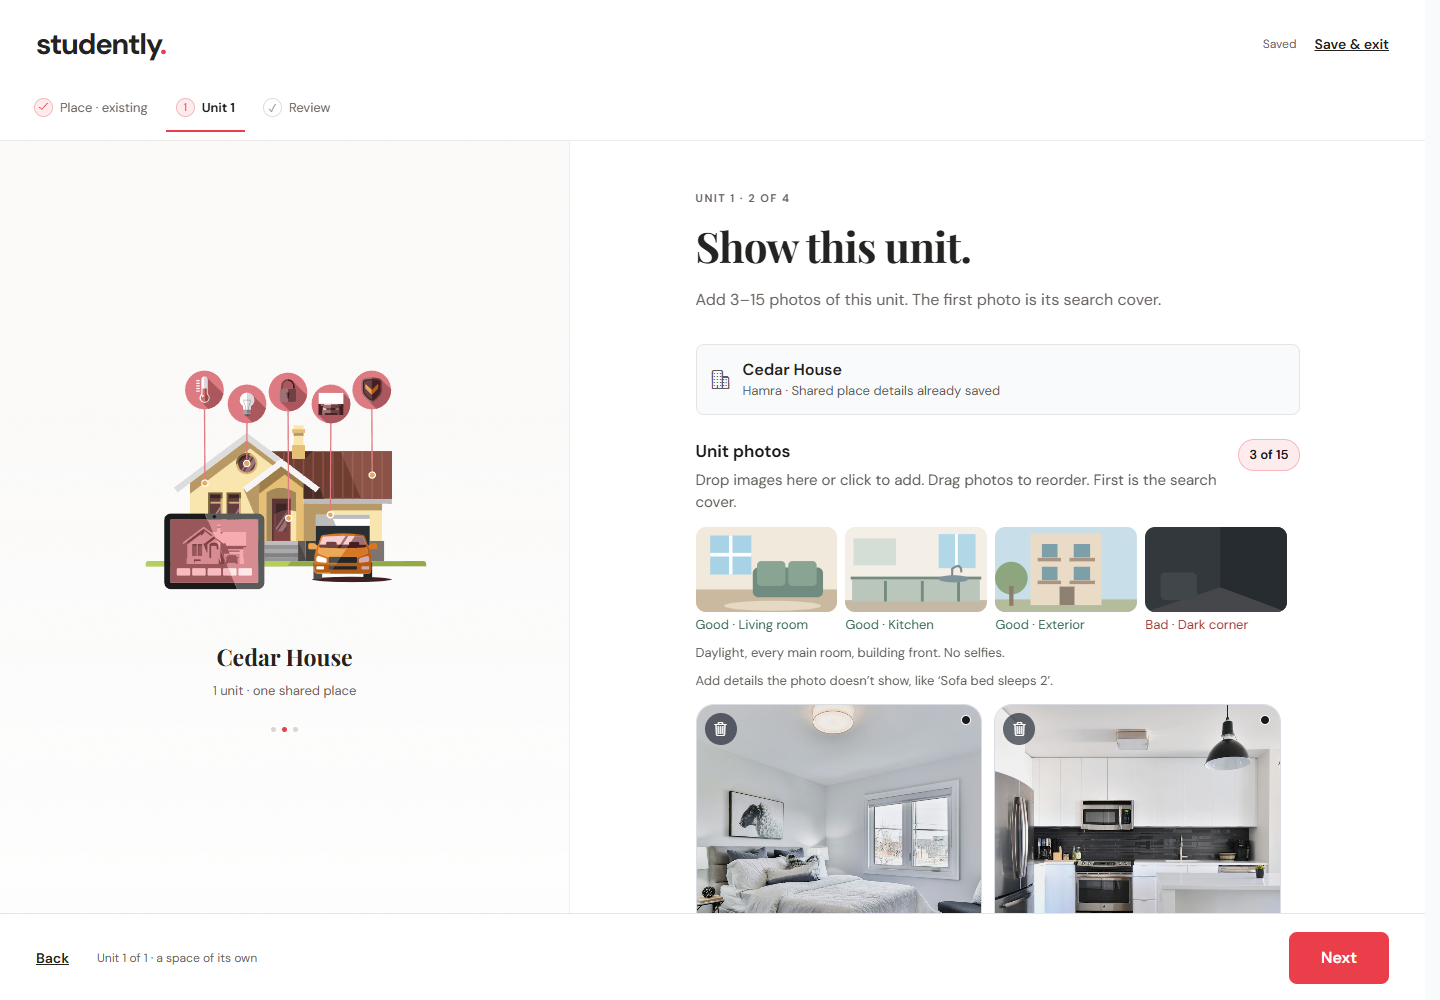 studently.
Saved
Save & exit
Place · existing
1
Unit 1
Review
UNIT 1 · 2 OF 4
Show this unit.
Add 3–15 photos of this unit. The first photo is its search cover.
Cedar House
Hamra · Shared place details already saved
Unit photos
3 of 15
Drop images here or click to add. Drag photos to reorder. First is the search
cover.
Good · Living room
Good · Kitchen
Good · Exterior
Bad · Dark corner
Daylight, every main room, building front. No selfies.
Add details the photo doesn’t show, like ‘Sofa bed sleeps 2’.
Cedar House
1 unit · one shared place
Back
Unit 1 of 1 · a space of its own
Next